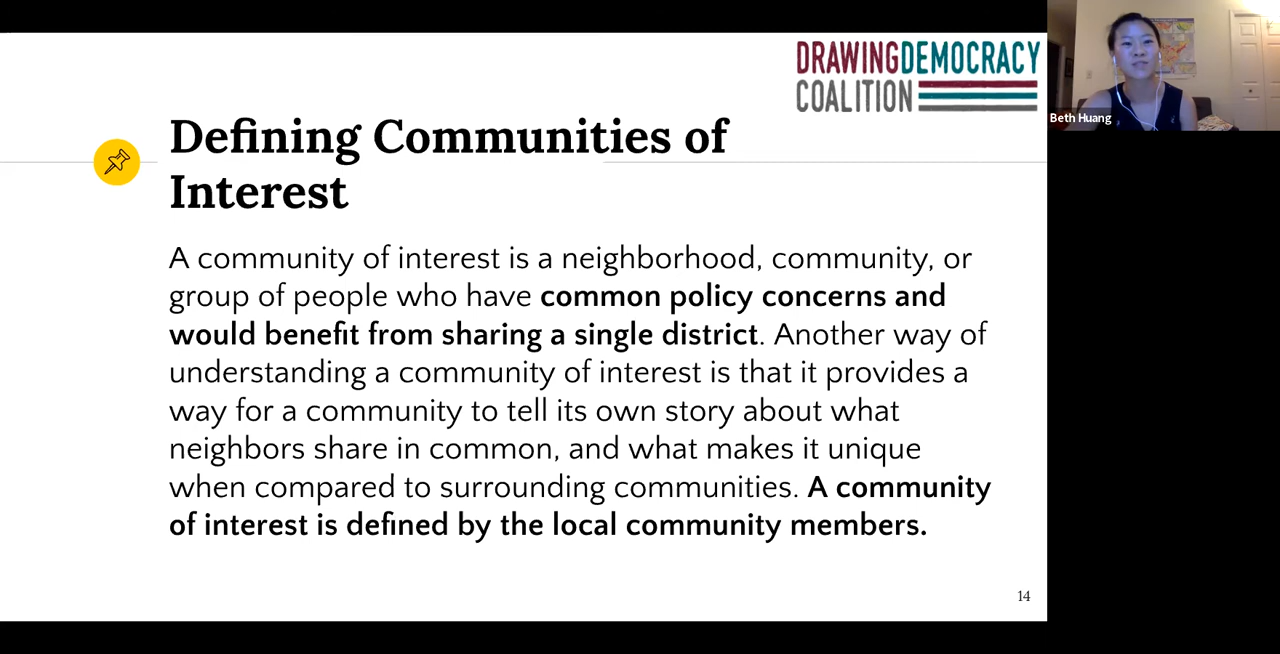 DRAWINGDEMOCRACY
COALITION
Beth Huang
Defining Communities of
Interest
A community of interest is a neighborhood, community, or
group of people who have common policy concerns and
would benefit from sharing a single district. Another way of
understanding a community of interest is that it provides a
way for a community to tell its own story about what
neighbors share in common, and what makes it unique
when compared to surrounding communities. A community
of interest is defined by the local community members.
14